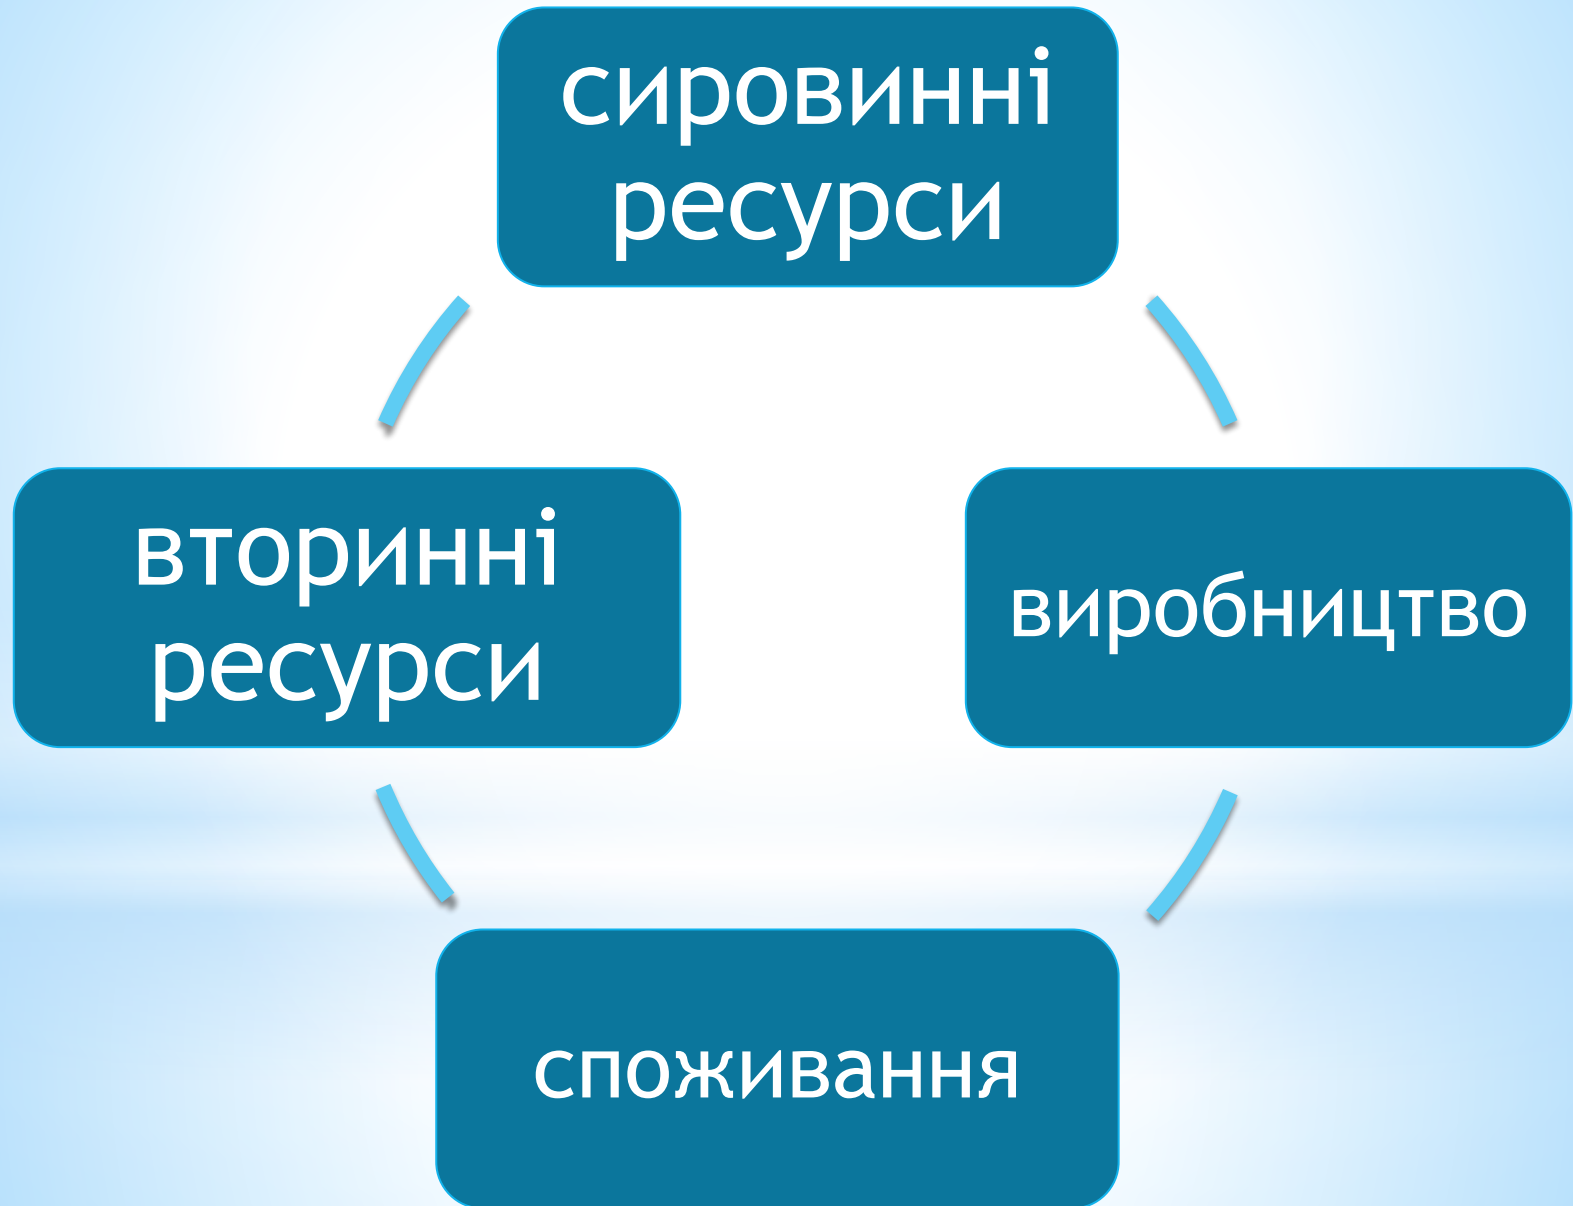 сировинні
ресурси
вторинні
ресурси
виробництво
споживання